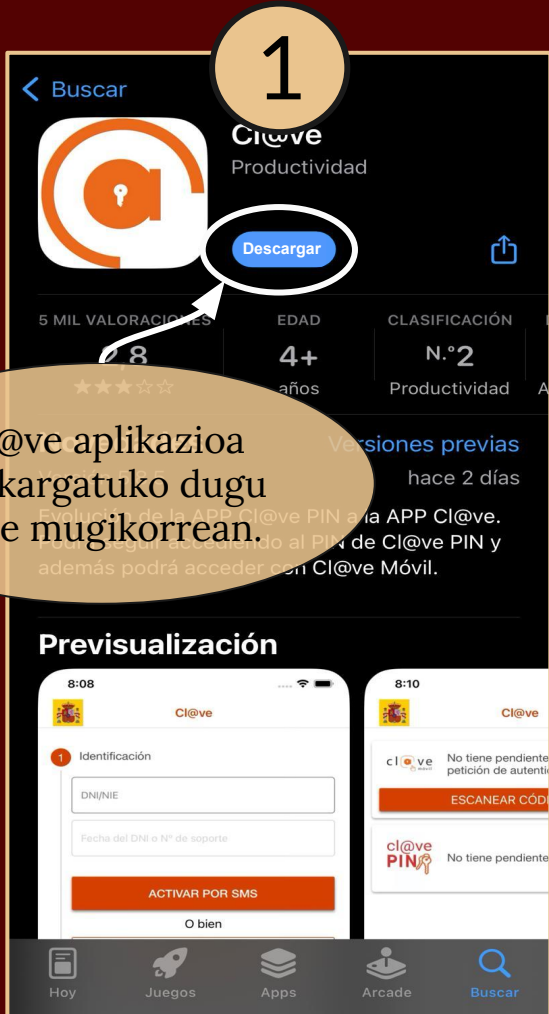 1
Buscar
Cl@ve
Productividad
Descargar
5 MIL VALORACIONES
2,8
EDAD
4+
años
CLASIFICACIÓN
N.º2
Productividad
A
@ve aplikazioa
kargatuko dugu
e mugikorrean.
Versiones previas
hace 2 días
Evolución de la APP Cl@ve PIN a la APP Cl@ve.
Podrá seguir accediendo al PIN de Cl@ve PIN y
además podrá acceder con Cl@ve Móvil.
Previsualización
8:08
Cl@ve
1
Identificación
DNI/NIE
Fecha del DNI o Nº de soporte
ACTIVAR POR SMS
O bien
8:10
Cl@ve
cl@ve
móvil
No tiene pendiente
petición de autenti
ESCANEAR CÓDI
cl@ve
PIN
No tiene pendiente
Hoy
Juegos
Apps
Arcade
Buscar